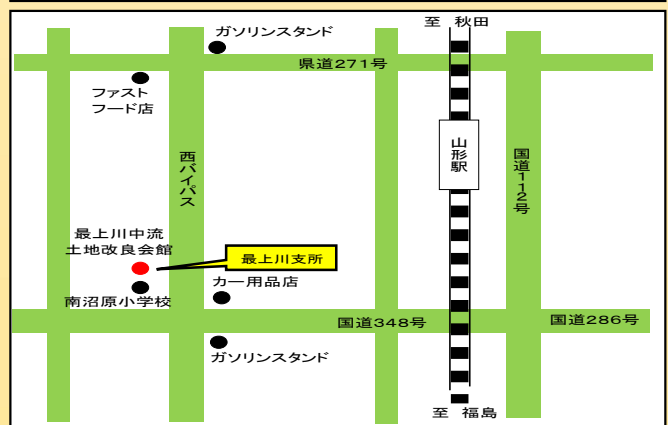 至 秋田
ガソリンスタンド
県道271号
ファスト
フード店
山形駅
西バイパス
国道112号
最上川中流
土地改良会館
最上川支所
カー用品店
南沼原小学校
国道348号
国道286号
ガソリンスタンド
至 福島